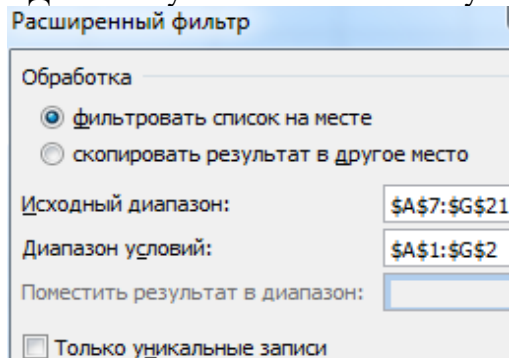 Расширенный фильтр
Обработка
фильтровать список на месте
скопировать результат в другое место
Исходный диапазон: $A$7:$G$21
Диапазон условий: $A$1:$G$2
Поместить результат в диапазон:
Только уникальные записи